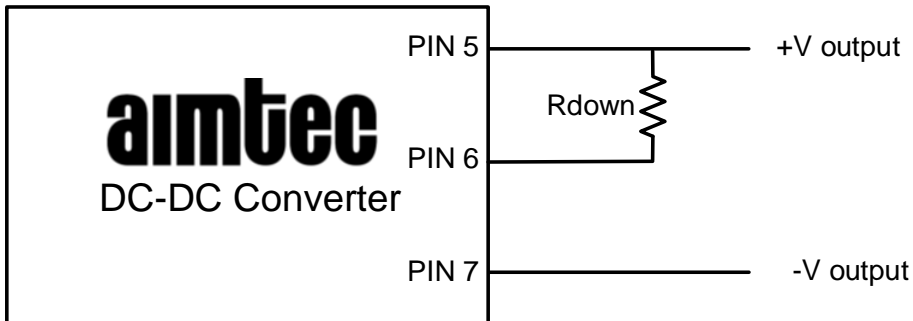 PIN 5
+V output
Rdown
aimtec
PIN 6
DC-DC Converter
PIN 7
-V output